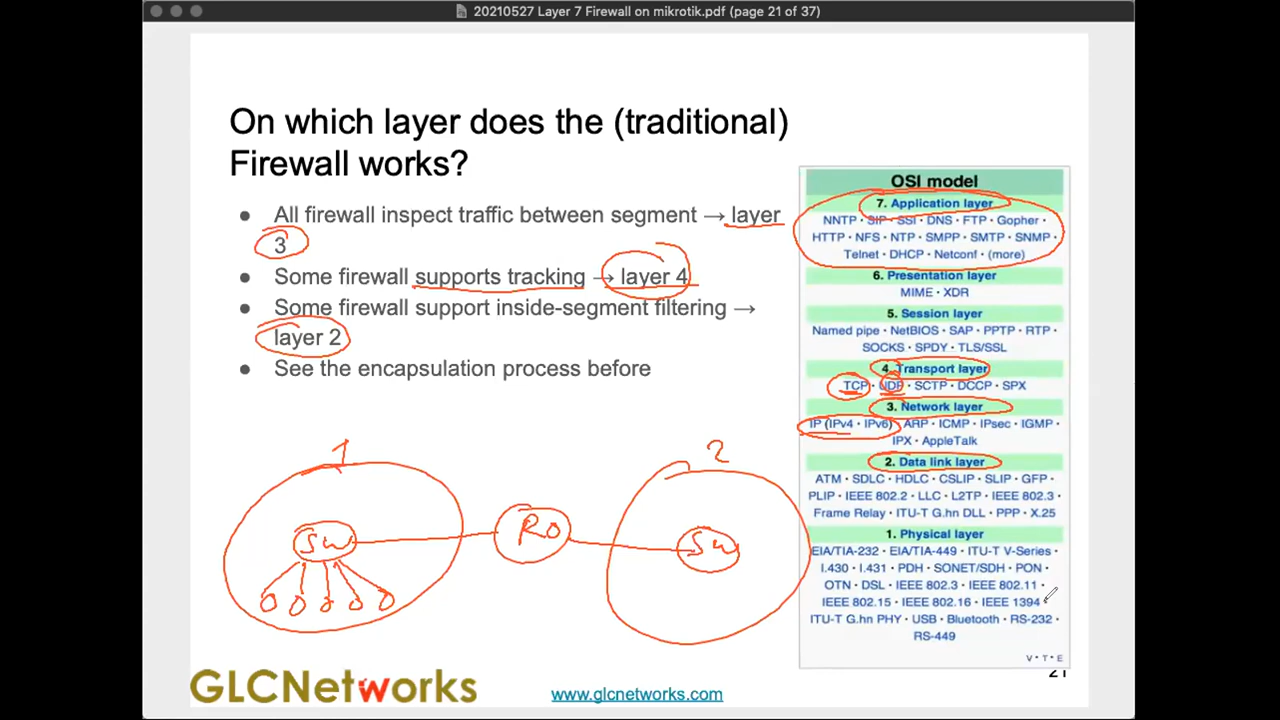 20210527 Layer 7 Firewall on mikrotik.pdf (page 21 of 37)
On which layer does the (traditional)
Firewall works?
● All firewall inspect traffic between segment → layer
3
● Some firewall supports tracking → layer 4
● Some firewall support inside-segment filtering →
layer 2
● See the encapsulation process before
OSI model
7. Application layer
NNTP · SIP · SSI · DNS · FTP · Gopher ·
HTTP · NFS · NTP · SMPP · SMTP · SNMP ·
Telnet · DHCP · Netconf · (more)
6. Presentation layer
MIME · XDR
5. Session layer
Named pipe · NetBIOS · SAP · PPTP · RTP ·
SOCKS · SPDY · TLS/SSL
4. Transport layer
TCP · UDP · SCTP · DCCP · SPX
3. Network layer
IP (IPv4 · IPv6) · ARP · ICMP · IPsec · IGMP ·
IPX · AppleTalk
2. Data link layer
ATM · SDLC · HDLC · CSLIP · SLIP · GFP ·
PLIP · IEEE 802.2 · LLC · L2TP · IEEE 802.3 ·
Frame Relay · ITU-T G.hn DLL · PPP · X.25
1. Physical layer
EIA/TIA-232 · EIA/TIA-449 · ITU-T V-Series ·
I.430 · I.431 · PDH · SONET/SDH · PON ·
OTN · DSL · IEEE 802.3 · IEEE 802.11 ·
IEEE 802.15 · IEEE 802.16 · IEEE 1394 ·
ITU-T G.hn PHY · USB · Bluetooth · RS-232 ·
RS-449
V · T · E
1
2
SW
RO
SW
GLCNetworks
www.glcnetworks.com
21